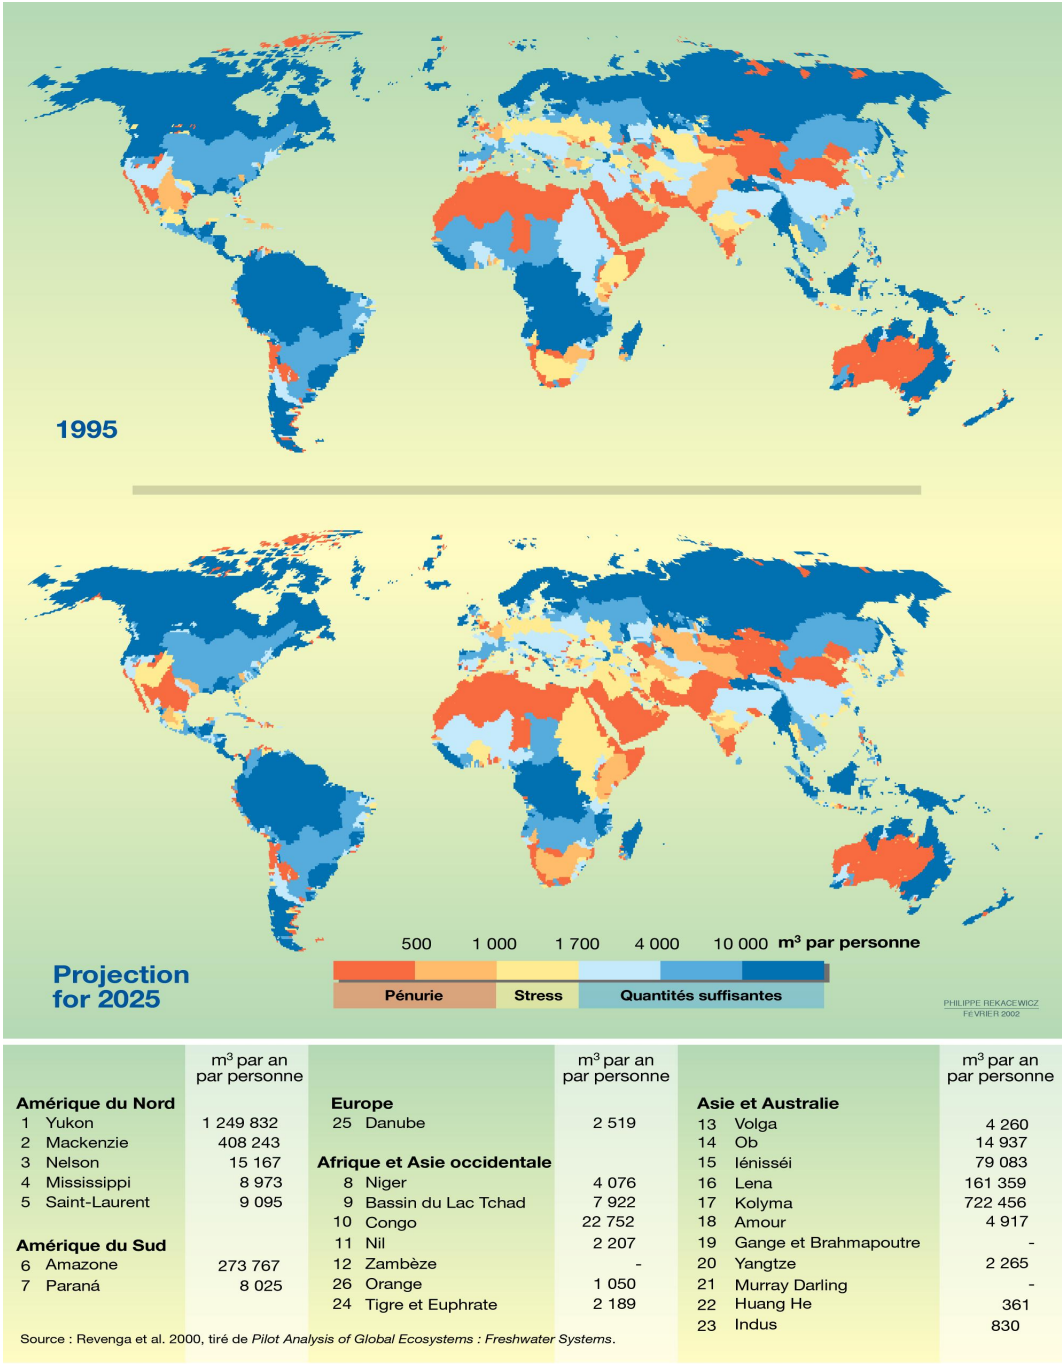 1995
500 1 000 1 700 4 000 10 000 m³ par personne
Pénurie Stress Quantités suffisantes
Projection
for 2025
PHILIPPE REKACEWICZ
FéVRIER 2002
m³ par an
par personne
Amérique du Nord
1 Yukon 1 249 832
2 Mackenzie 408 243
3 Nelson 15 167
4 Mississippi 8 973
5 Saint-Laurent 9 095
Amérique du Sud
6 Amazone 273 767
7 Paraná 8 025
m³ par an
par personne
Europe
25 Danube 2 519
Afrique et Asie occidentale
8 Niger 4 076
9 Bassin du Lac Tchad 7 922
10 Congo 22 752
11 Nil 2 207
12 Zambèze -
26 Orange 1 050
24 Tigre et Euphrate 2 189
m³ par an
par personne
Asie et Australie
13 Volga 4 260
14 Ob 14 937
15 Iénisséi 79 083
16 Lena 161 359
17 Kolyma 722 456
18 Amour 4 917
19 Gange et Brahmapoutre -
20 Yangtze 2 265
21 Murray Darling -
22 Huang He 361
23 Indus 830
Source : Revenga et al. 2000, tiré de Pilot Analysis of Global Ecosystems : Freshwater Systems.